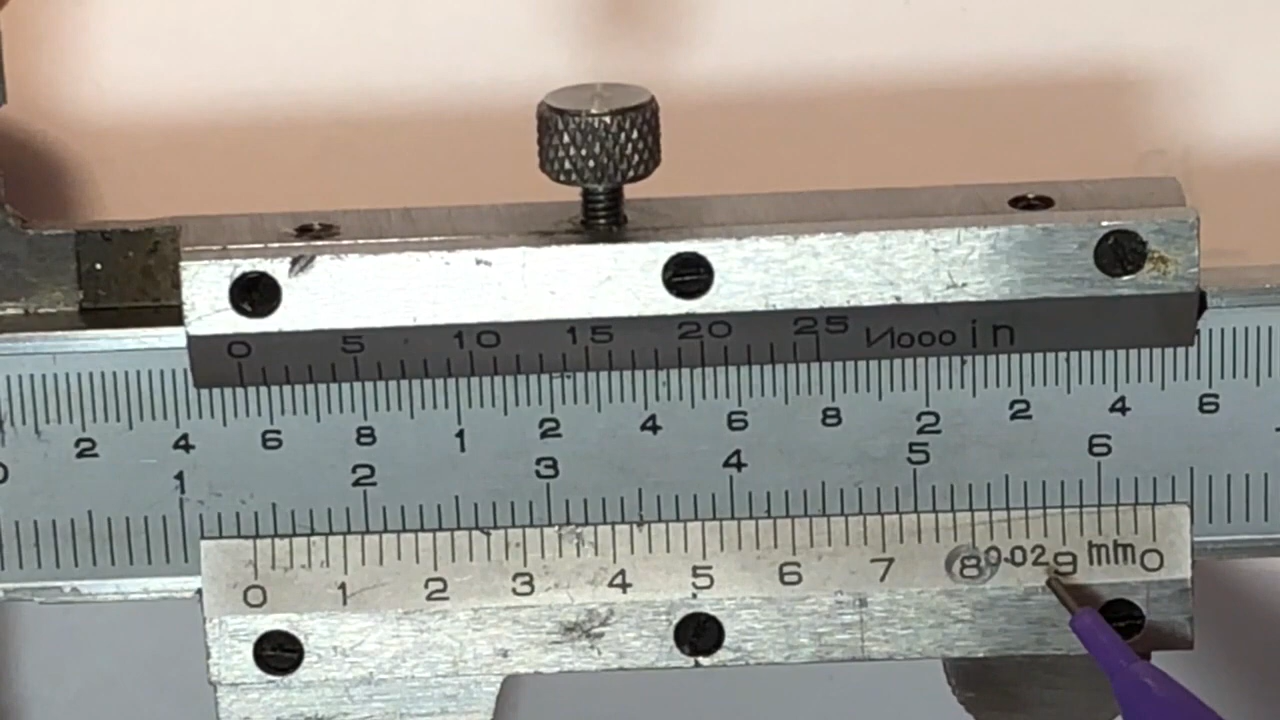 0 5 10 15 20 25 1/1000 in
2 4 6 8 1 2 4 6 8 2 2 4 6
0 1 2 3 4 5 6
0 1 2 3 4 5 6 7 8 0.02 9 mm 0